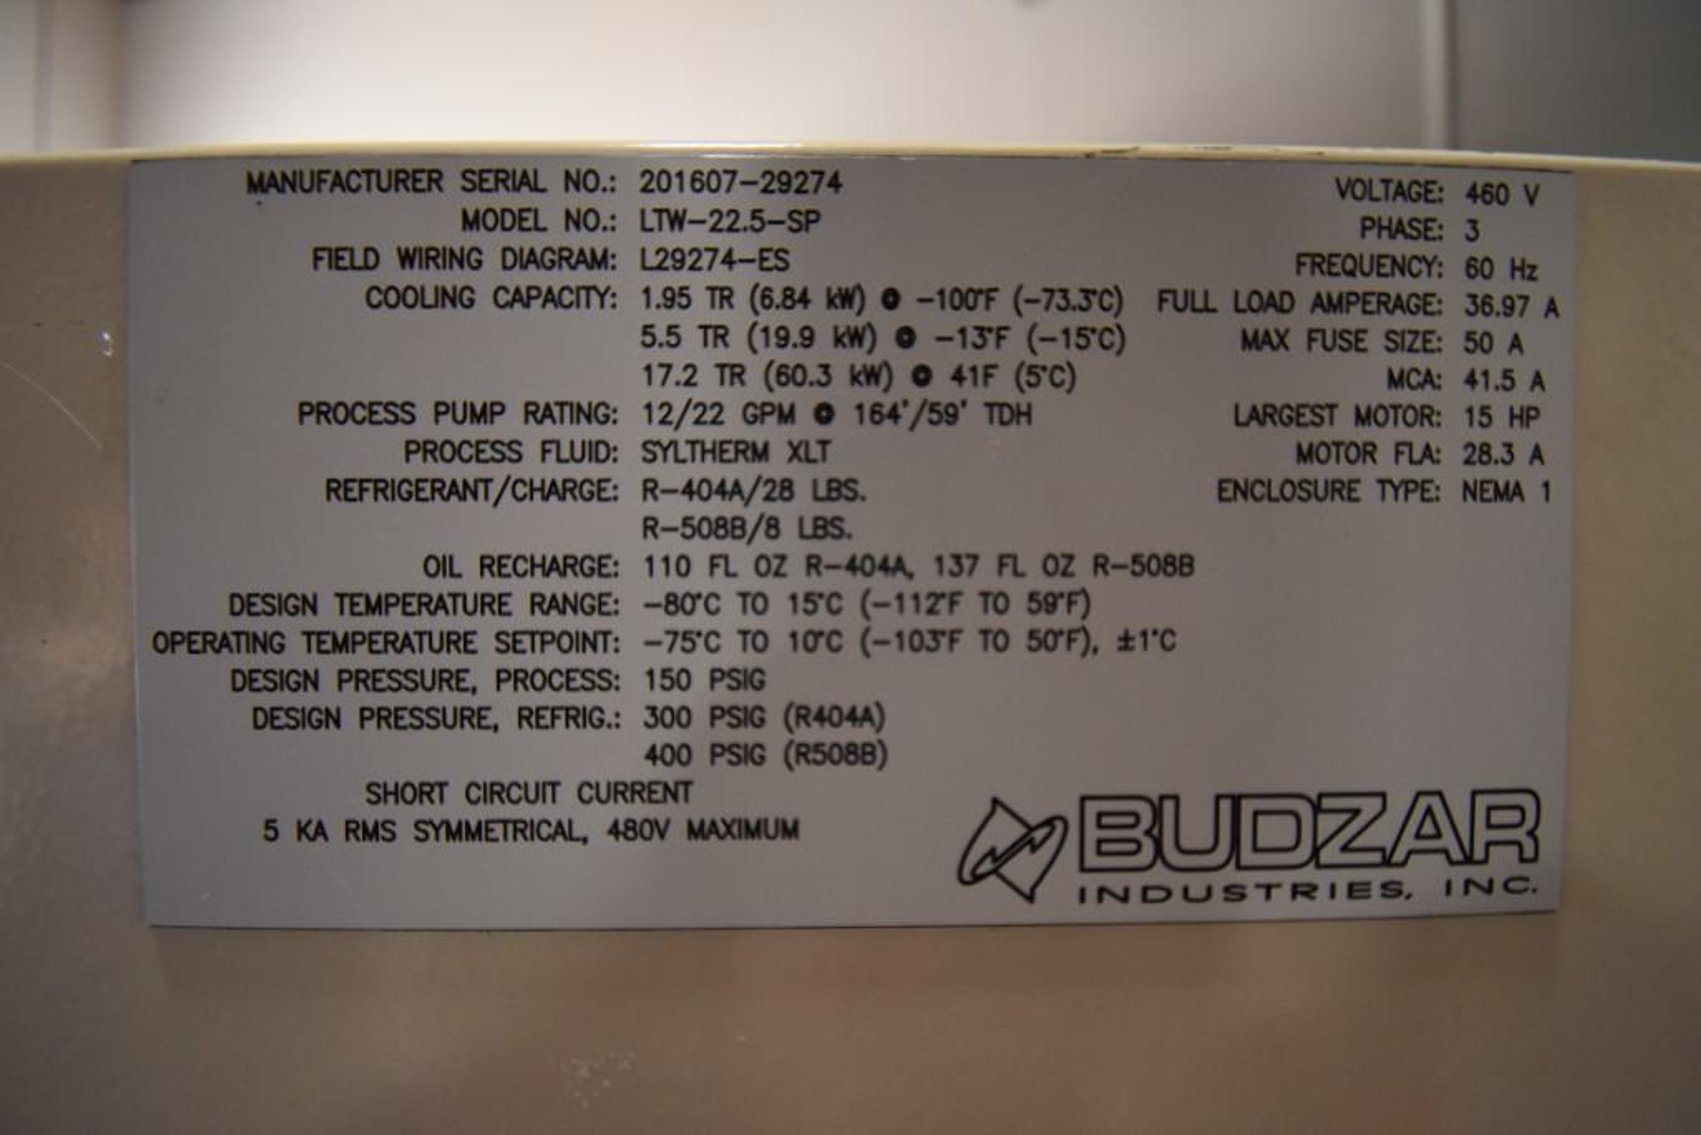 MANUFACTURER SERIAL NO.: 201607-29274
MODEL NO.: LTW-22.5-SP
FIELD WIRING DIAGRAM: L29274-ES
COOLING CAPACITY: 1.95 TR (6.84 kW) @ -100°F (-73.3°C)
5.5 TR (19.9 kW) @ -13°F (-15°C)
17.2 TR (60.3 kW) @ 41F (5°C)
PROCESS PUMP RATING: 12/22 GPM @ 164'/59' TDH
PROCESS FLUID: SYLTHERM XLT
REFRIGERANT/CHARGE: R-404A/28 LBS.
R-508B/8 LBS.
OIL RECHARGE: 110 FL OZ R-404A, 137 FL OZ R-508B
DESIGN TEMPERATURE RANGE: -80°C TO 15°C (-112°F TO 59°F)
OPERATING TEMPERATURE SETPOINT: -75°C TO 10°C (-103°F TO 50°F), ±1°C
DESIGN PRESSURE, PROCESS: 150 PSIG
DESIGN PRESSURE, REFRIG.: 300 PSIG (R404A)
400 PSIG (R508B)
SHORT CIRCUIT CURRENT
5 KA RMS SYMMETRICAL, 480V MAXIMUM
VOLTAGE: 460 V
PHASE: 3
FREQUENCY: 60 Hz
FULL LOAD AMPERAGE: 36.97 A
MAX FUSE SIZE: 50 A
MCA: 41.5 A
LARGEST MOTOR: 15 HP
MOTOR FLA: 28.3 A
ENCLOSURE TYPE: NEMA 1
BUDZAR
INDUSTRIES, INC.